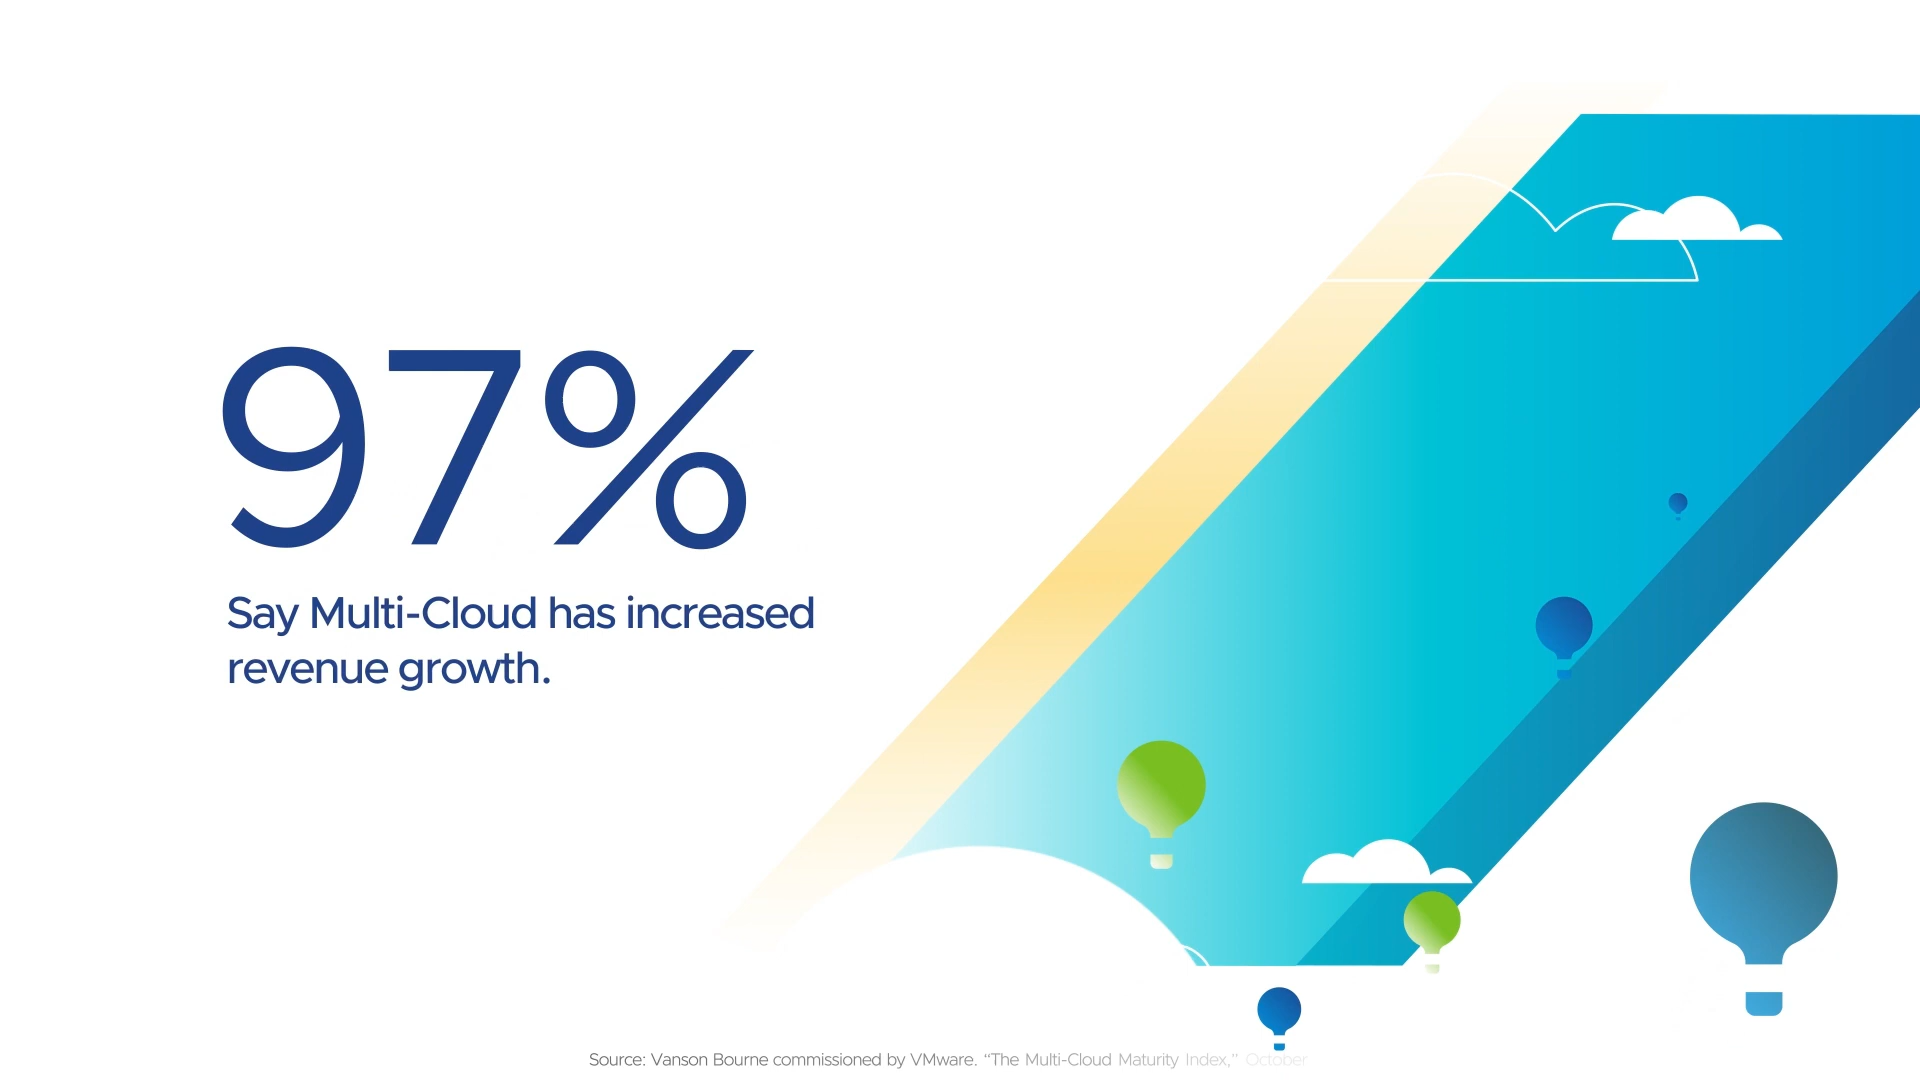 97%
Say Multi-Cloud has increased
revenue growth.
Source: Vanson Bourne commissioned by VMware. “The Multi-Cloud Maturity Index,” October